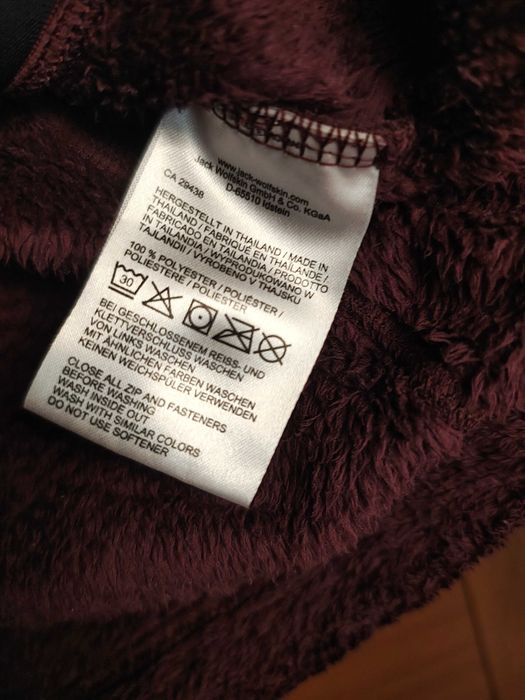 www.jack-wolfskin.com
Jack Wolfskin GmbH & Co. KGaA
D-65510 Idstein
CA 29438
HERGESTELLT IN THAILAND / MADE IN
THAILAND / FABRIQUÉ EN THAÏLANDE /
FABRICADO EN TAILANDIA / PRODOTTO
IN TAILANDIA / WYPRODUKOWANO W
TAJLANDII / VYROBENO V THAJSKU
100 % POLYESTER / POLIÉSTER /
POLIESTERE / POLIESTER
30
BEI GESCHLOSSENEM REISS- UND
KLETTVERSCHLUSS WASCHEN
MON LINKS WASCHEN
MIT ÄHNLICHEN FARBEN WASCHEN
KEINEN WEICHSPÜLER VERWENDEN
CLOSE ALL ZIP AND FASTENERS
BEFORE WASHING
WASH INSIDE OUT
WASH WITH SIMILAR COLORS
DO NOT USE SOFTENER